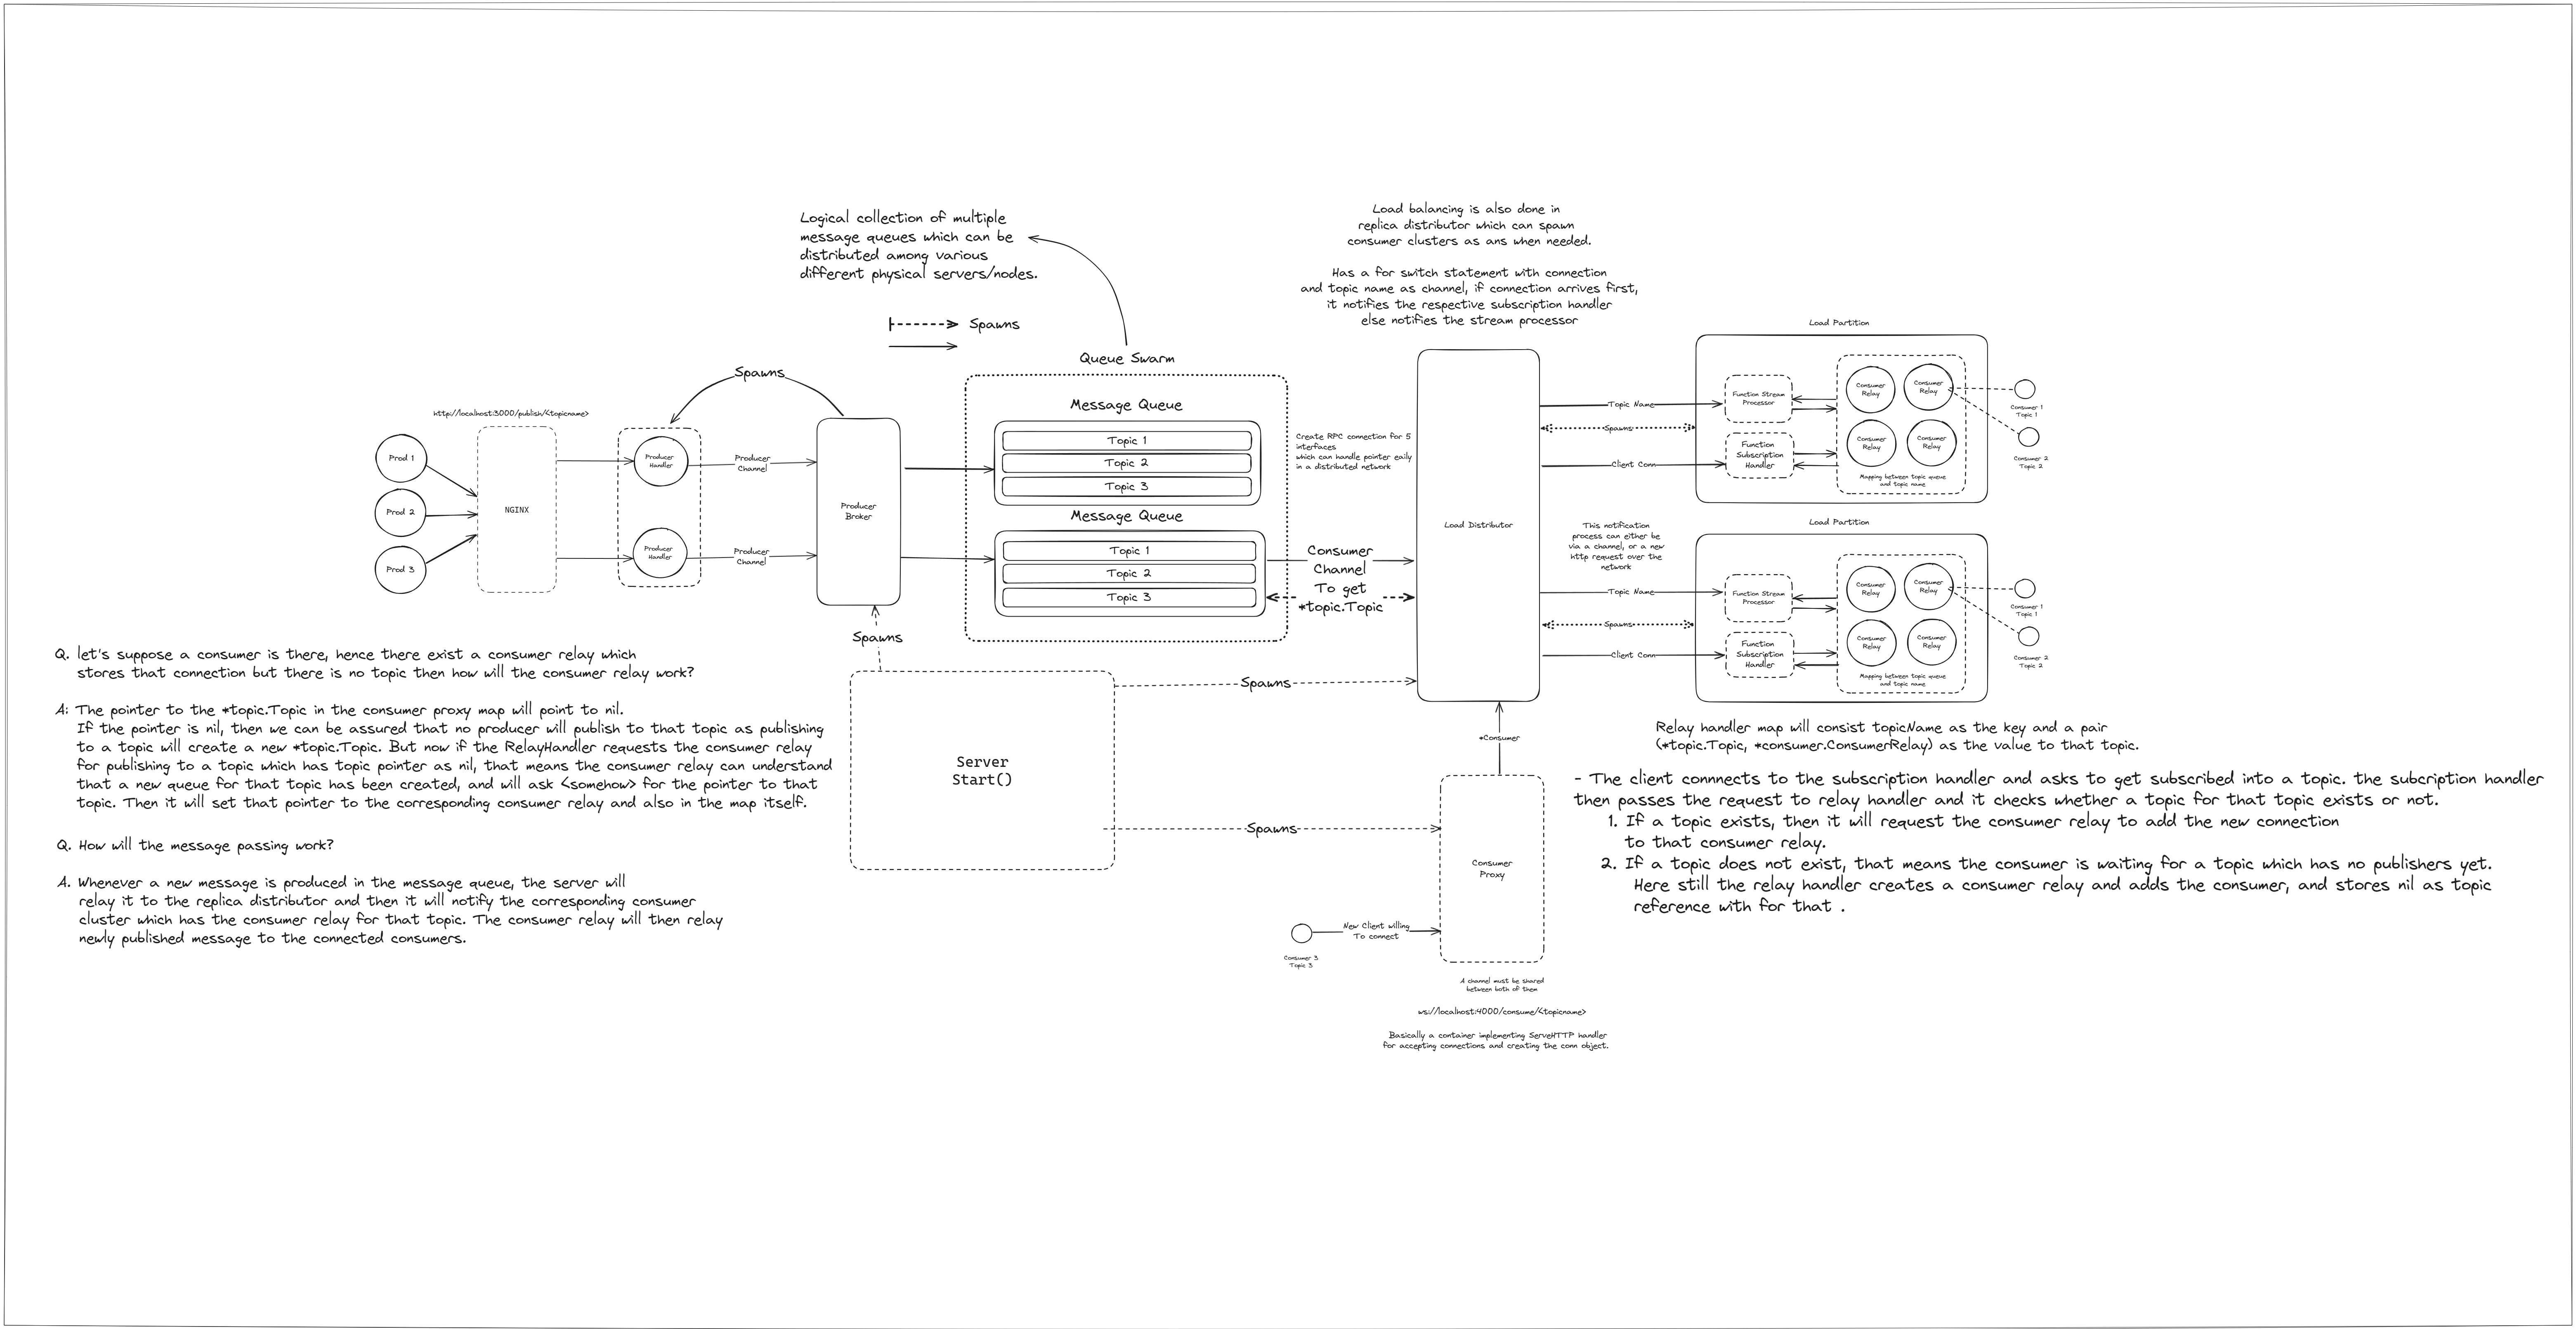 Logical collection of multiple
message queues which can be
distributed among various
different physical servers/nodes.
Load balancing is also done in
replica distributor which can spawn
consumer clusters as ans when needed.
Has a for switch statement with connection
and topic name as channel, if connection arrives first,
it notifies the respective subscription handler
else notifies the stream processor
Spawns
Spawns
http://localhost:3000/publish/<topicname>
Prod 1
Prod 2
Prod 3
NGINX
Producer
Handler
Producer
Handler
Producer
Channel
Producer
Channel
Producer
Broker
Queue Swarm
Message Queue
Topic 1
Topic 2
Topic 3
Message Queue
Topic 1
Topic 2
Topic 3
Create RPC connection for 5
interfaces
which can handle pointer eaily
in a distributed network
Consumer
Channel
To get
*topic.Topic
Load Distributor
Topic Name
Spawns
Client Conn
This notification
process can either be
via a channel, or a new
http request over the
network
Topic Name
Spawns
Client Conn
Load Partition
Function Stream
Processor
Function
Subscription
Handler
Consumer
Relay
Consumer
Relay
Consumer
Relay
Consumer
Relay
Mapping between topic queue
and topic name
Consumer 1
Topic 1
Consumer 2
Topic 2
Load Partition
Function Stream
Processor
Function
Subscription
Handler
Consumer
Relay
Consumer
Relay
Consumer
Relay
Consumer
Relay
Mapping between topic queue
and topic name
Consumer 1
Topic 1
Consumer 2
Topic 2
Spawns
Server
Start()
Spawns
Spawns
*Consumer
Consumer
Proxy
New Client willing
To connect
Consumer 3
Topic 3
A channel must be shared
between both of them
ws://localhost:4000/consume/<topicname>
Basically a container implementing ServeHTTP handler
for accepting connections and creating the conn object.
Q. let's suppose a consumer is there, hence there exist a consumer relay which
stores that connection but there is no topic then how will the consumer relay work?
A: The pointer to the *topic.Topic in the consumer proxy map will point to nil.
If the pointer is nil, then we can be assured that no producer will publish to that topic as publishing
to a topic will create a new *topic.Topic. But now if the RelayHandler requests the consumer relay
for publishing to a topic which has topic pointer as nil, that means the consumer relay can understand
that a new queue for that topic has been created, and will ask <somehow> for the pointer to that
topic. Then it will set that pointer to the corresponding consumer relay and also in the map itself.
Q. How will the message passing work?
A. Whenever a new message is produced in the message queue, the server will
relay it to the replica distributor and then it will notify the corresponding consumer
cluster which has the consumer relay for that topic. The consumer relay will then relay
newly published message to the connected consumers.
Relay handler map will consist topicName as the key and a pair
(*topic.Topic, *consumer.ConsumerRelay) as the value to that topic.
- The client connnects to the subscription handler and asks to get subscribed into a topic. the subcription handler
then passes the request to relay handler and it checks whether a topic for that topic exists or not.
1. If a topic exists, then it will request the consumer relay to add the new connection
to that consumer relay.
2. If a topic does not exist, that means the consumer is waiting for a topic which has no publishers yet.
Here still the relay handler creates a consumer relay and adds the consumer, and stores nil as topic
reference with for that .